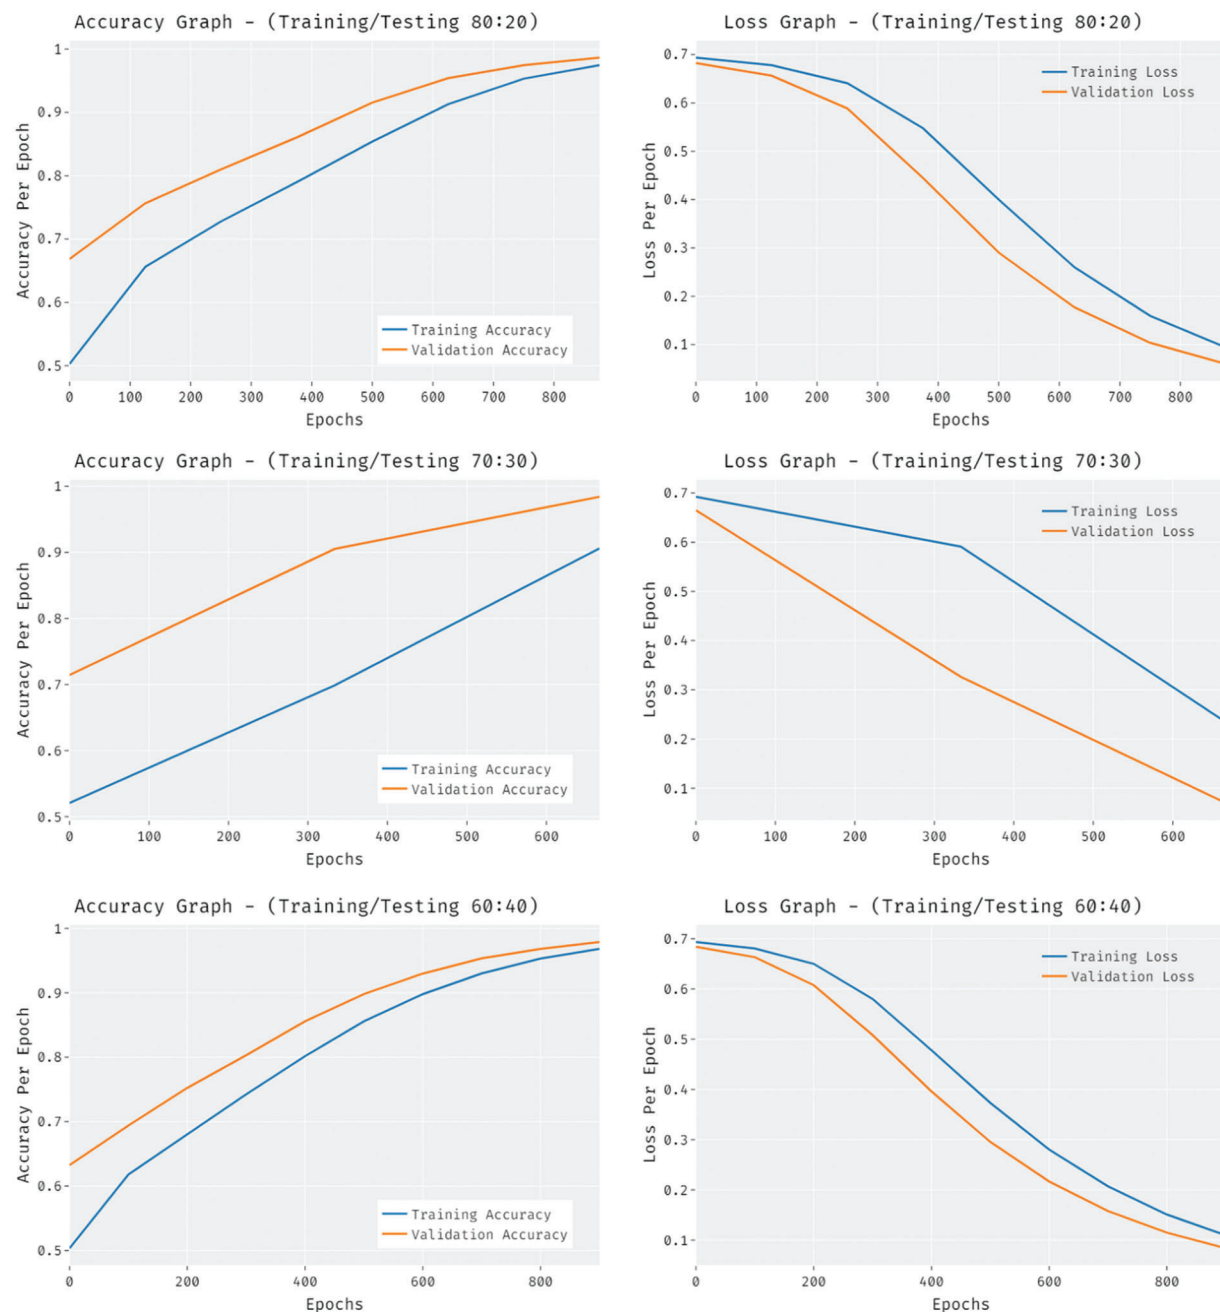 Accuracy Graph - (Training/Testing 80:20)
1
0.9
0.8
0.7
0.6
0.5
Accuracy Per Epoch
Training Accuracy
Validation Accuracy
0 100 200 300 400 500 600 700 800
Epochs
Loss Graph - (Training/Testing 80:20)
0.7
0.6
0.5
0.4
0.3
0.2
0.1
Loss Per Epoch
Training Loss
Validation Loss
0 100 200 300 400 500 600 700 800
Epochs
Accuracy Graph - (Training/Testing 70:30)
1
0.9
0.8
0.7
0.6
0.5
Accuracy Per Epoch
Training Accuracy
Validation Accuracy
0 100 200 300 400 500 600
Epochs
Loss Graph - (Training/Testing 70:30)
0.7
0.6
0.5
0.4
0.3
0.2
0.1
Loss Per Epoch
Training Loss
Validation Loss
0 100 200 300 400 500 600
Epochs
Accuracy Graph - (Training/Testing 60:40)
1
0.9
0.8
0.7
0.6
0.5
Accuracy Per Epoch
Training Accuracy
Validation Accuracy
0 200 400 600 800
Epochs
Loss Graph - (Training/Testing 60:40)
0.7
0.6
0.5
0.4
0.3
0.2
0.1
Loss Per Epoch
Training Loss
Validation Loss
0 200 400 600 800
Epochs